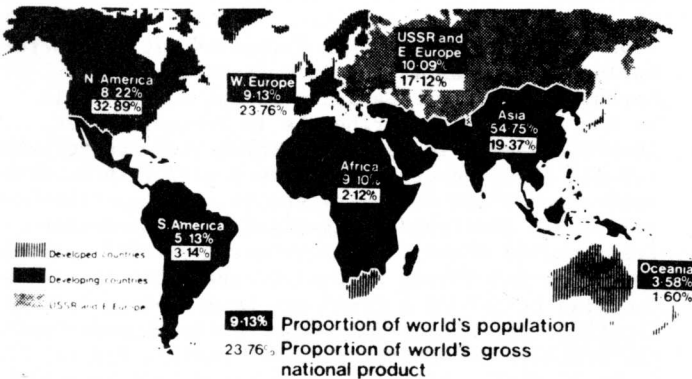 USSR and
E. Europe
10·09%
17·12%
N. America
8·22%
32·89%
W. Europe
9·13%
23·76%
Asia
54·75%
19·37%
Africa
9·10%
2·12%
S. America
5·13%
3·14%
Developed countries
Developing countries
USSR and E Europe
Oceania
3·58%
1·60%
9·13% Proportion of world's population
23 76% Proportion of world's gross
national product